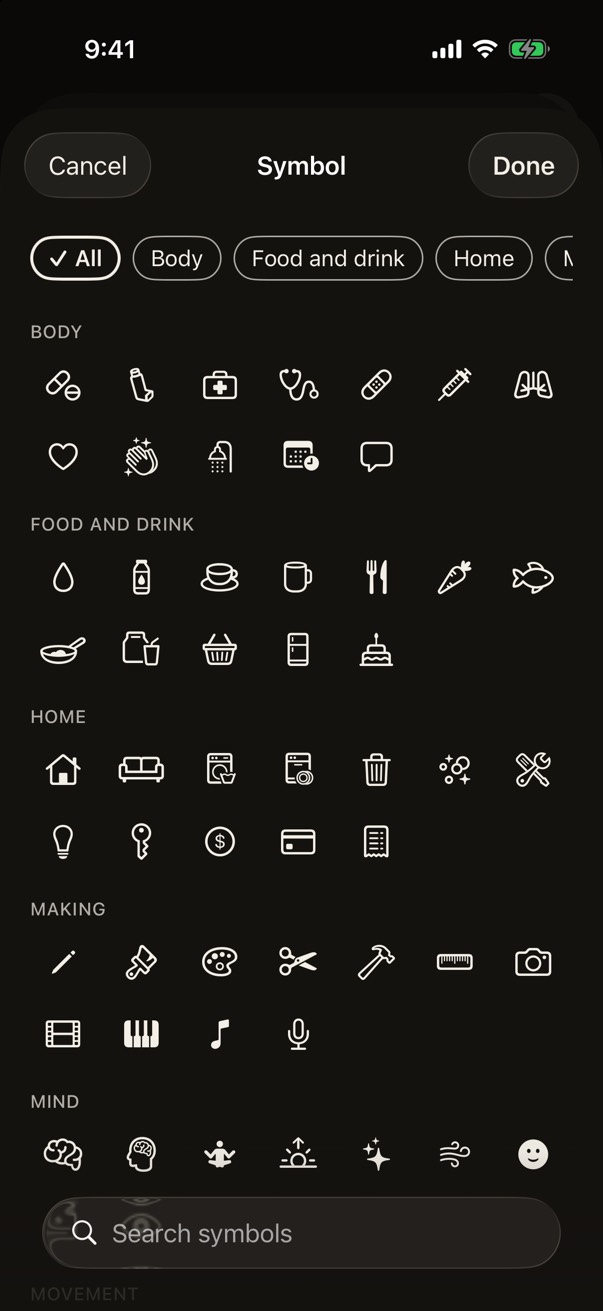 9:41
Cancel
Symbol
Done
✓ All
Body
Food and drink
Home
BODY
FOOD AND DRINK
HOME
MAKING
MIND
Search symbols
MOVEMENT